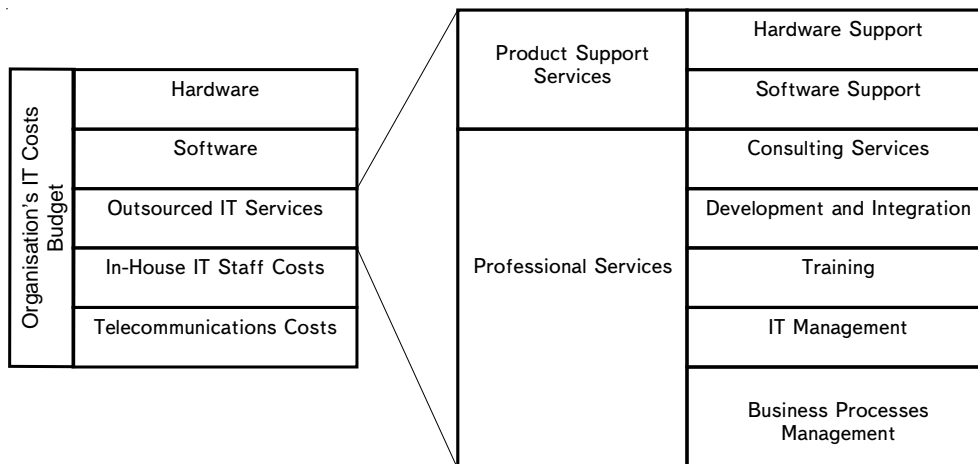 Organisation's IT Costs
Budget
Hardware
Software
Outsourced IT Services
In-House IT Staff Costs
Telecommunications Costs
Product Support
Services
Hardware Support
Software Support
Professional Services
Consulting Services
Development and Integration
Training
IT Management
Business Processes
Management